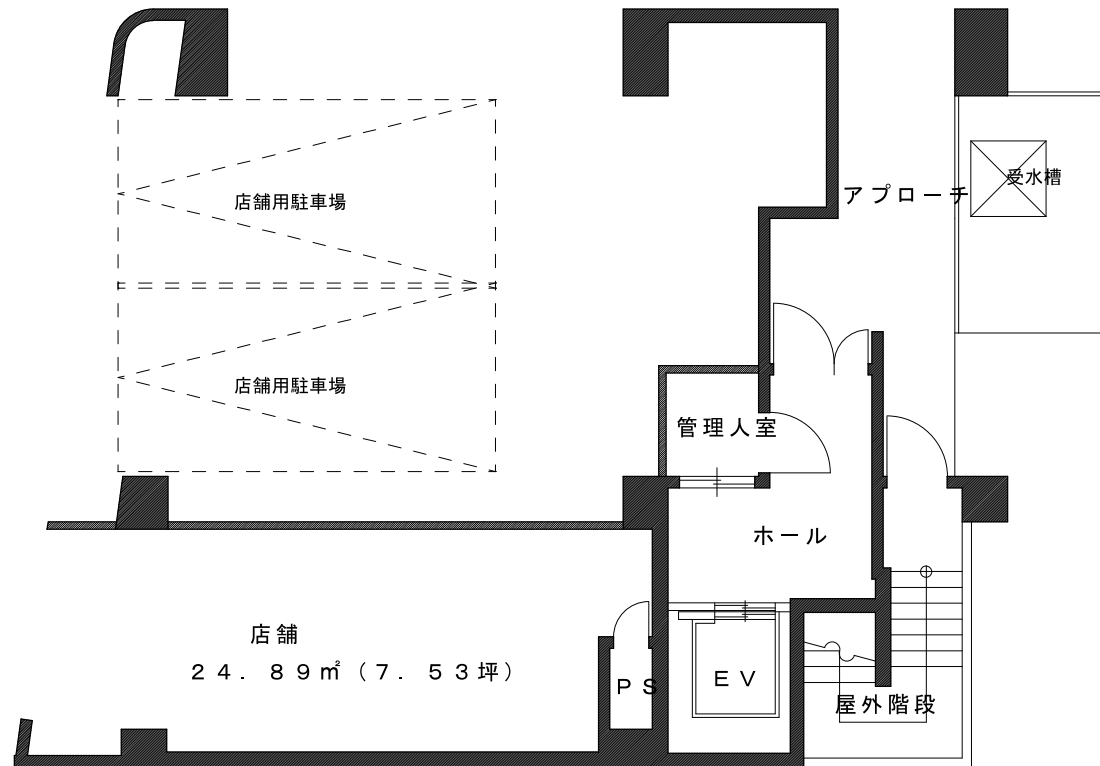 受水槽
アプローチ
店舗用駐車場
店舗用駐車場
管理人室
ホール
店舗
２４．８９㎡（７．５３坪）
ＰＳ
ＥＶ
屋外階段